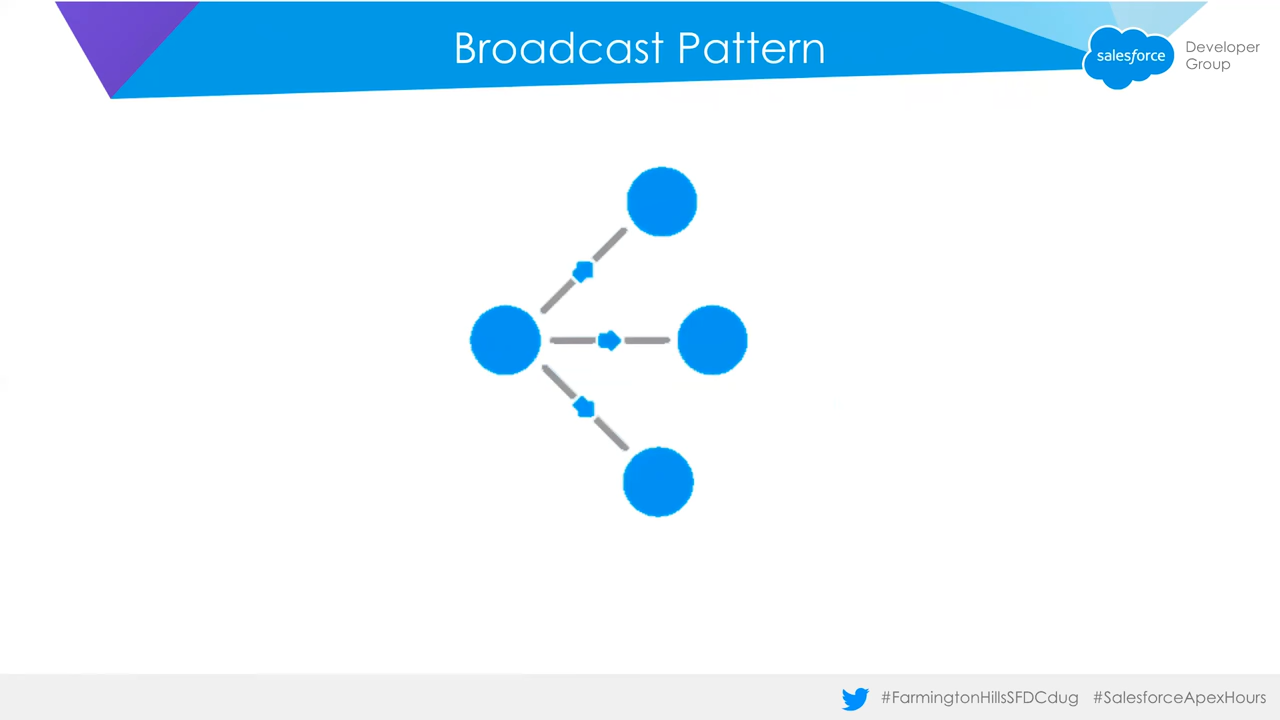 Broadcast Pattern
salesforce
Developer
Group
#FarmingtonHillsSFDCdug #SalesforceApexHours